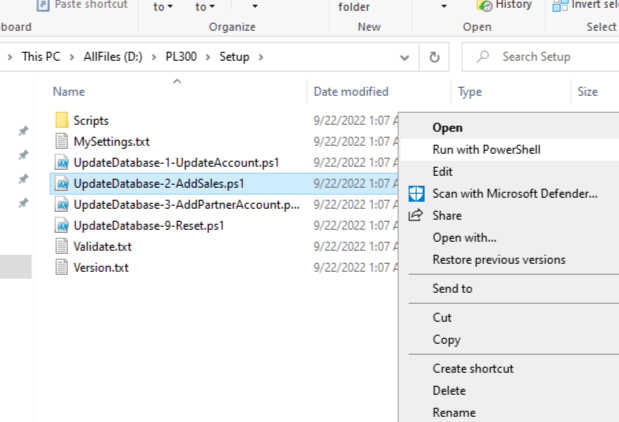 Paste shortcut
to
to
folder
History
Invert sele
board
Organize
New
Open
Select
This PC > AllFiles (D:) > PL300 > Setup >
Search Setup
Name
Date modified
Type
Size
Scripts
9/22/2022 1:07 A
MySettings.txt
9/22/2022 1:07 A
UpdateDatabase-1-UpdateAccount.ps1
9/22/2022 1:07 A
UpdateDatabase-2-AddSales.ps1
9/22/2022 1:07 A
UpdateDatabase-3-AddPartnerAccount.p...
9/22/2022 1:07 A
UpdateDatabase-9-Reset.ps1
9/22/2022 1:07 A
Validate.txt
9/22/2022 1:07 A
Version.txt
9/22/2022 1:07 A
Open
Run with PowerShell
Edit
Scan with Microsoft Defender...
Share
Open with...
Restore previous versions
Send to
Cut
Copy
Create shortcut
Delete
Rename